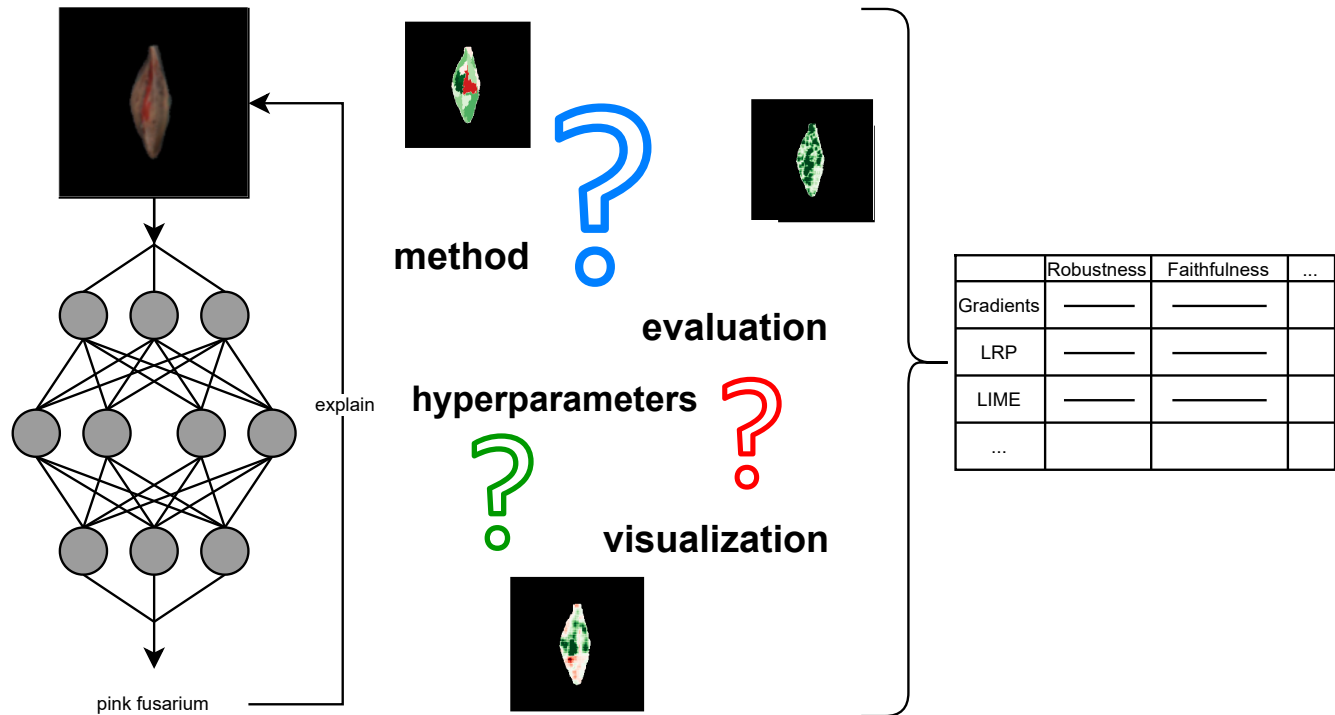 method
evaluation
hyperparameters
visualization
explain
pink fusarium
Robustness Faithfulness ...
Gradients
LRP
LIME
...